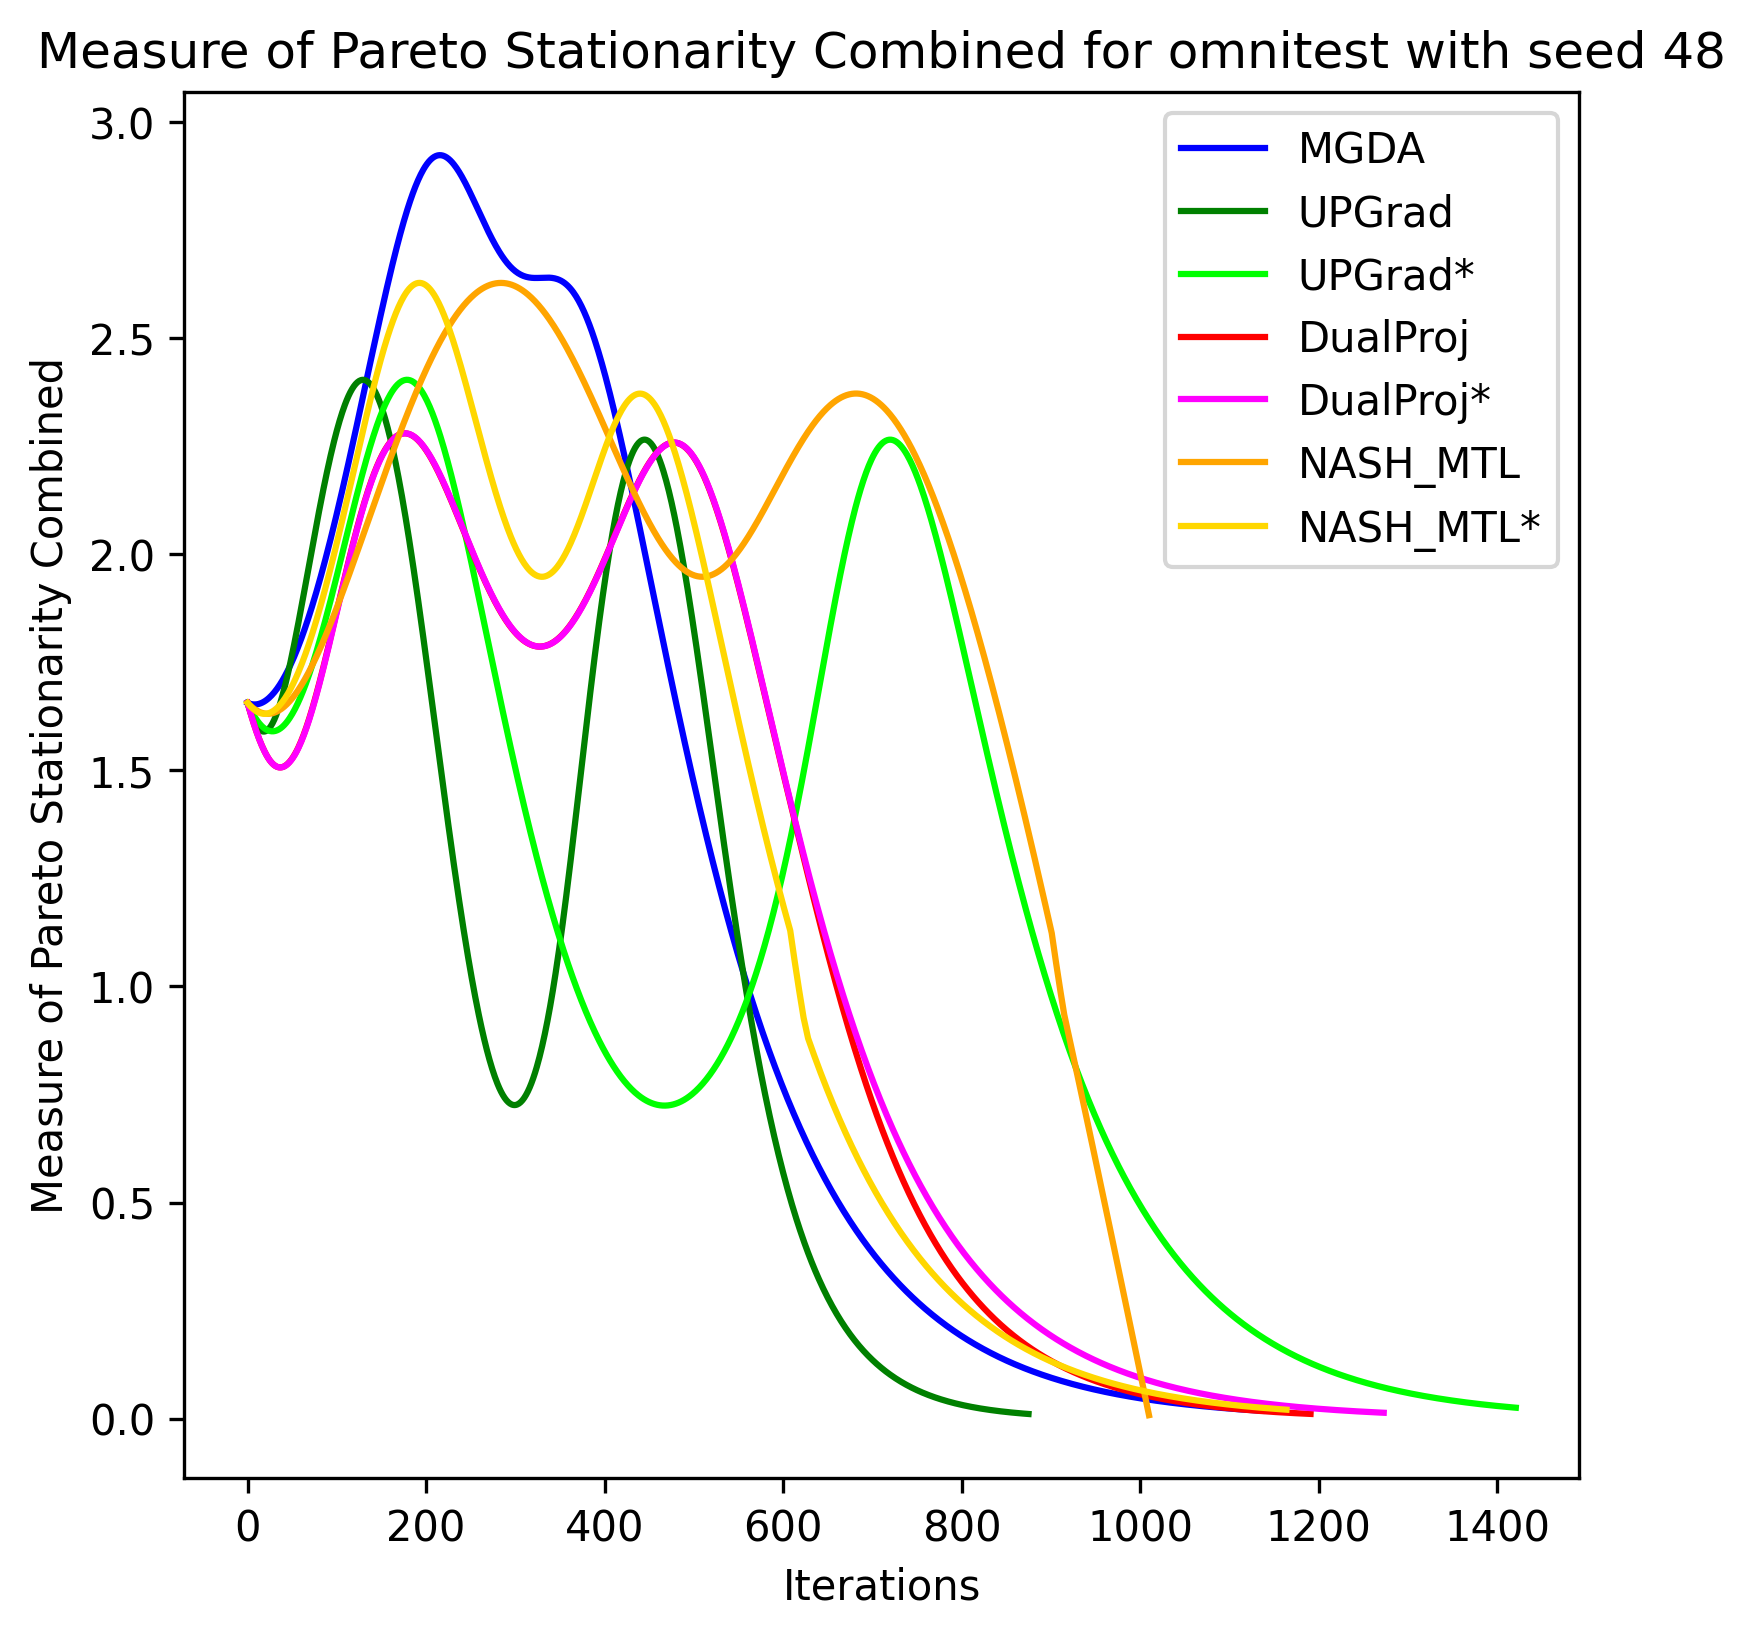 Measure of Pareto Stationarity Combined for omnitest with seed 48
Measure of Pareto Stationarity Combined
3.0
2.5
2.0
1.5
1.0
0.5
0.0
MGDA
UPGrad
UPGrad*
DualProj
DualProj*
NASH_MTL
NASH_MTL*
0 200 400 600 800 1000 1200 1400
Iterations